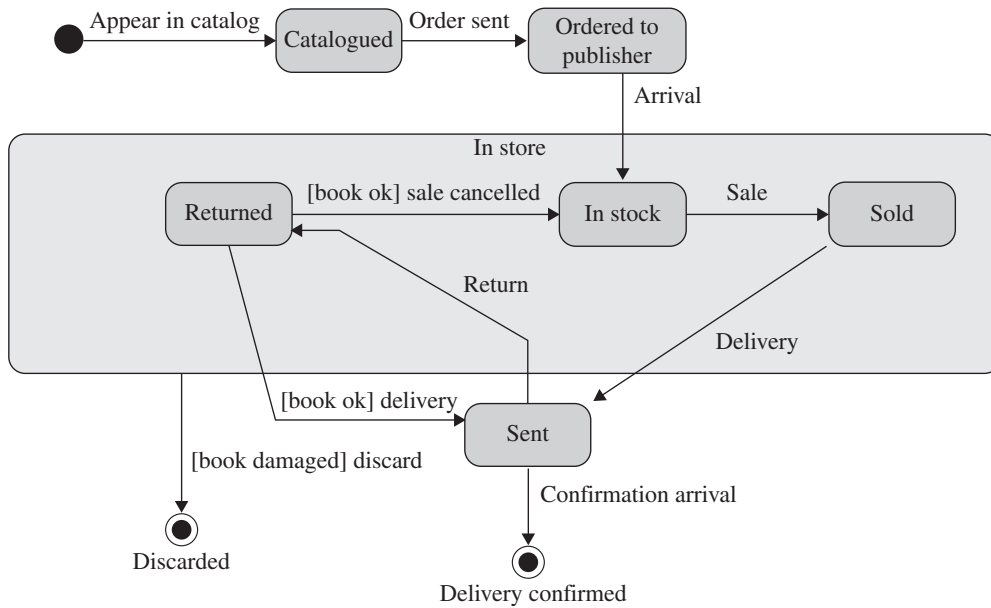 Appear in catalog
Catalogued
Order sent
Ordered to
publisher
Arrival
In store
Returned
[book ok] sale cancelled
In stock
Sale
Sold
Return
Delivery
[book ok] delivery
Sent
[book damaged] discard
Confirmation arrival
Discarded
Delivery confirmed